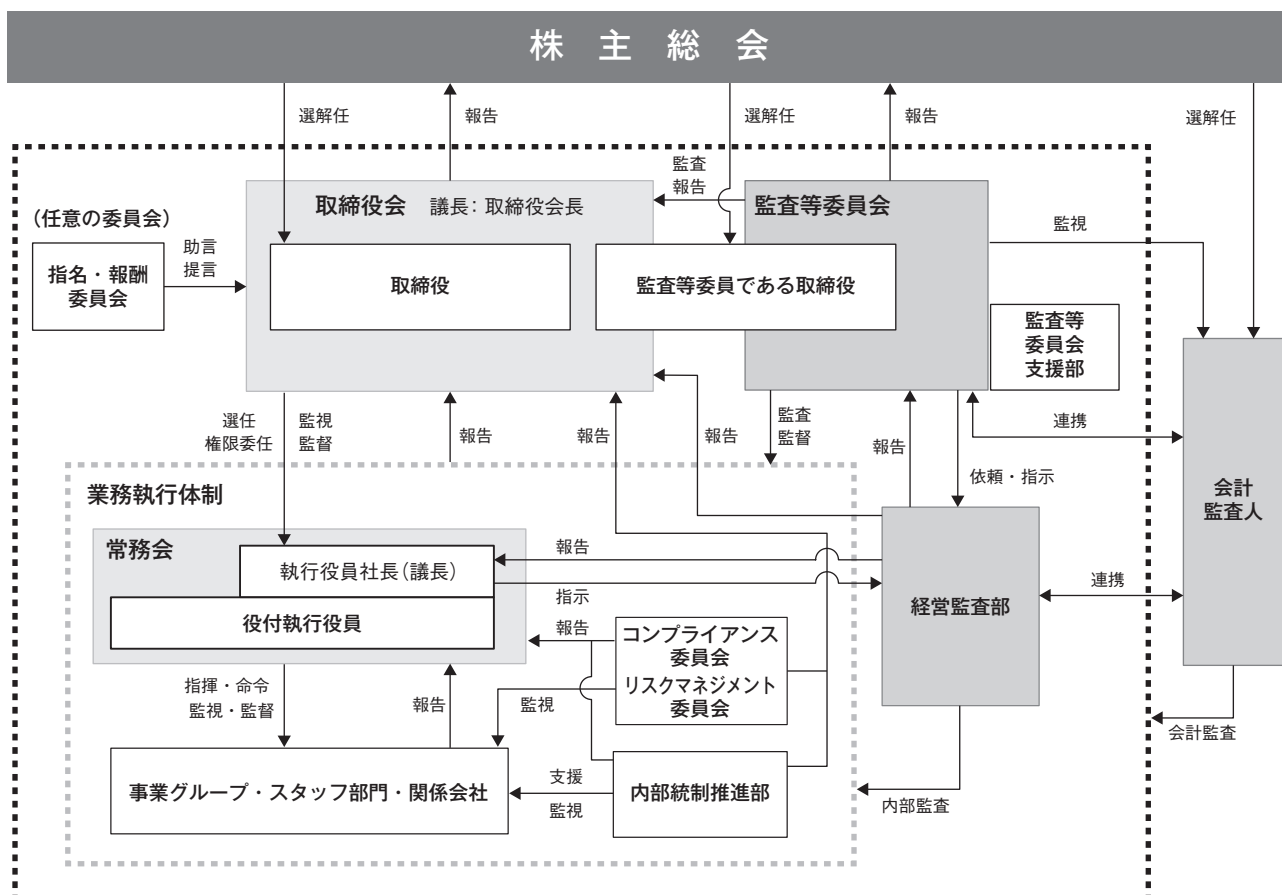 株主総会
選解任
報告
選解任
報告
選解任
監査
報告
取締役会 議長：取締役会長
監査等委員会
(任意の委員会)
指名・報酬
委員会
助言
提言
取締役
監査等委員である取締役
監視
監査等
委員会
支援部
選任
権限委任
監視
監督
報告
報告
報告
監査
監督
報告
連携
依頼・指示
業務執行体制
会計
監査人
常務会
執行役員社長(議長)
役付執行役員
報告
指示
報告
経営監査部
連携
コンプライアンス
委員会
リスクマネジメント
委員会
指揮・命令
監視・監督
報告
監視
会計監査
事業グループ・スタッフ部門・関係会社
支援
監視
内部統制推進部
内部監査